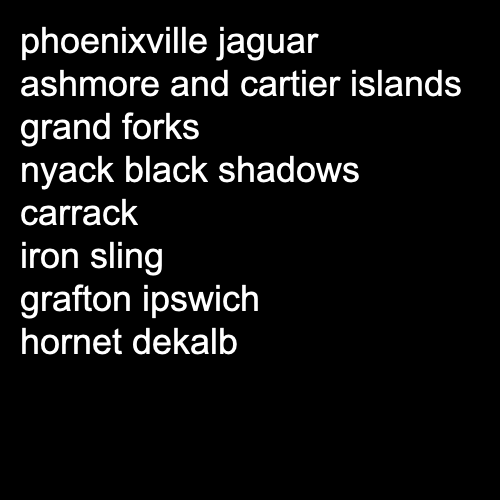 phoenixville jaguar
ashmore and cartier islands
grand forks
nyack black shadows
carrack
iron sling
grafton ipswich
hornet dekalb